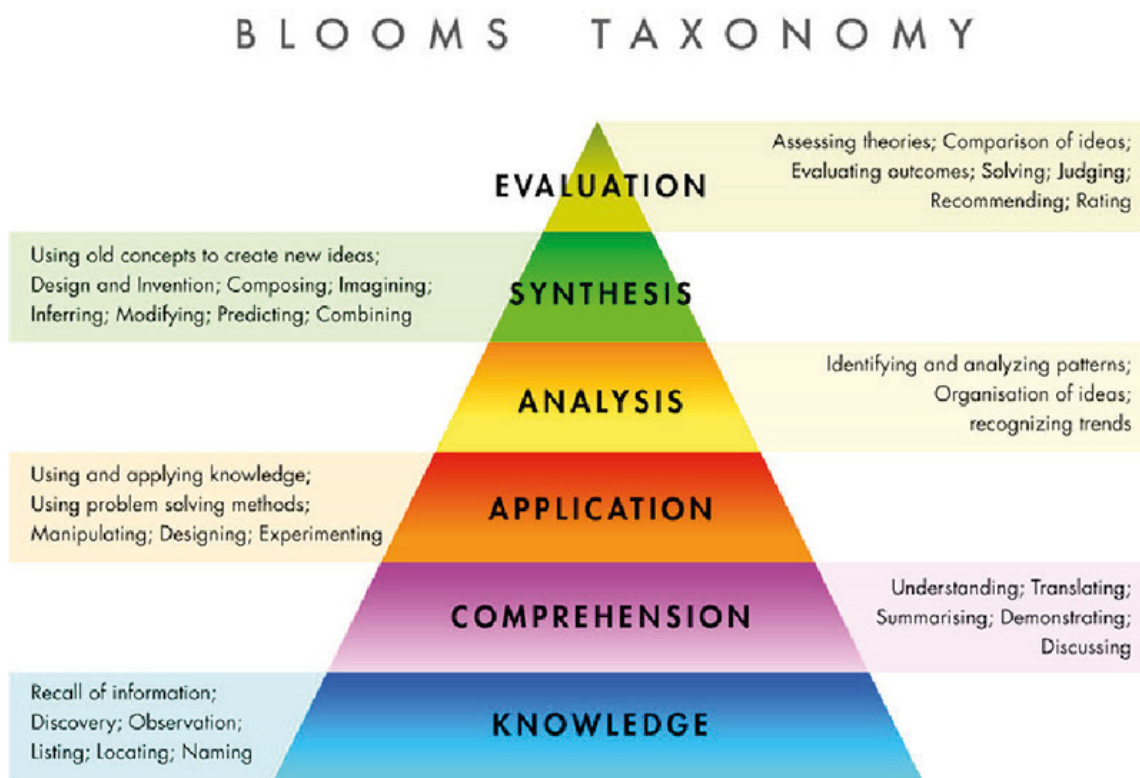 BLOOMS TAXONOMY
EVALUATION
Assessing theories; Comparison of ideas;
Evaluating outcomes; Solving; Judging;
Recommending; Rating
Using old concepts to create new ideas;
Design and Invention; Composing; Imagining;
Inferring; Modifying; Predicting; Combining
SYNTHESIS
ANALYSIS
Identifying and analyzing patterns;
Organisation of ideas;
recognizing trends
Using and applying knowledge;
Using problem solving methods;
Manipulating; Designing; Experimenting
APPLICATION
COMPREHENSION
Understanding; Translating;
Summarising; Demonstrating;
Discussing
Recall of information;
Discovery; Observation;
Listing; Locating; Naming
KNOWLEDGE